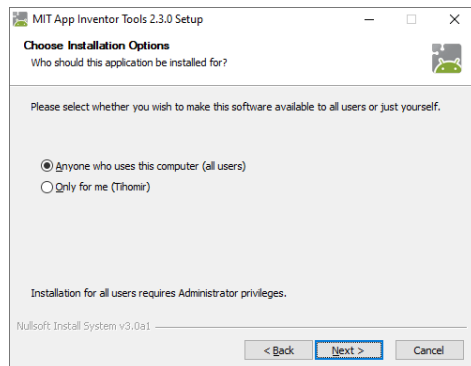 MIT App Inventor Tools 2.3.0 Setup
Choose Installation Options
Who should this application be installed for?
Please select whether you wish to make this software available to all users or just yourself.
Anyone who uses this computer (all users)
Only for me (Tihomir)
Installation for all users requires Administrator privileges.
Nullsoft Install System v3.0a1
< Back Next > Cancel